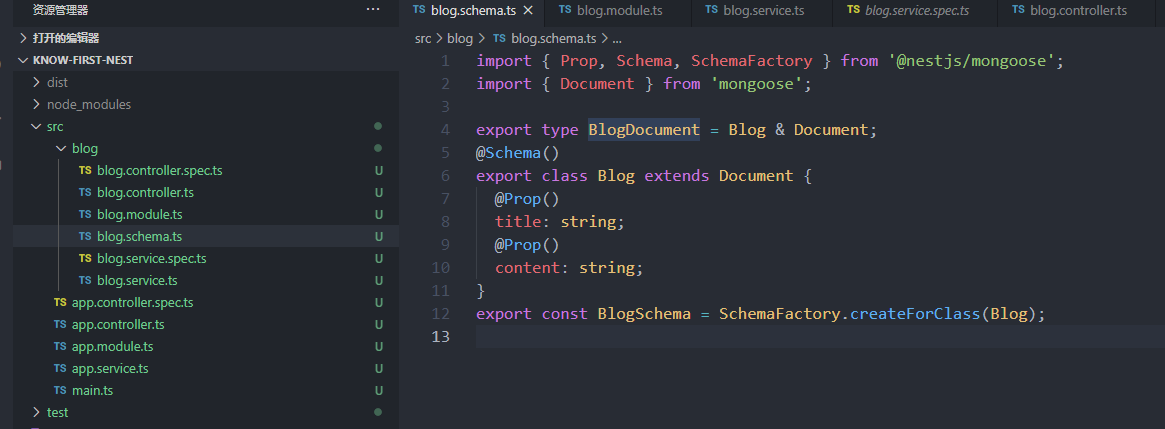 资源管理器
···
打开的编辑器
KNOW-FIRST-NEST
dist
node_modules
src
blog
TS blog.controller.spec.ts U
TS blog.controller.ts U
TS blog.module.ts U
TS blog.schema.ts U
TS blog.service.spec.ts U
TS blog.service.ts U
TS app.controller.spec.ts U
TS app.controller.ts U
TS app.module.ts U
TS app.service.ts U
TS main.ts U
test
TS blog.schema.ts × TS blog.module.ts TS blog.service.ts TS blog.service.spec.ts TS blog.controller.ts
src > blog > TS blog.schema.ts > ...
1 import { Prop, Schema, SchemaFactory } from '@nestjs/mongoose';
2 import { Document } from 'mongoose';
3
4 export type BlogDocument = Blog & Document;
5 @Schema()
6 export class Blog extends Document {
7 @Prop()
8 title: string;
9 @Prop()
10 content: string;
11 }
12 export const BlogSchema = SchemaFactory.createForClass(Blog);
13